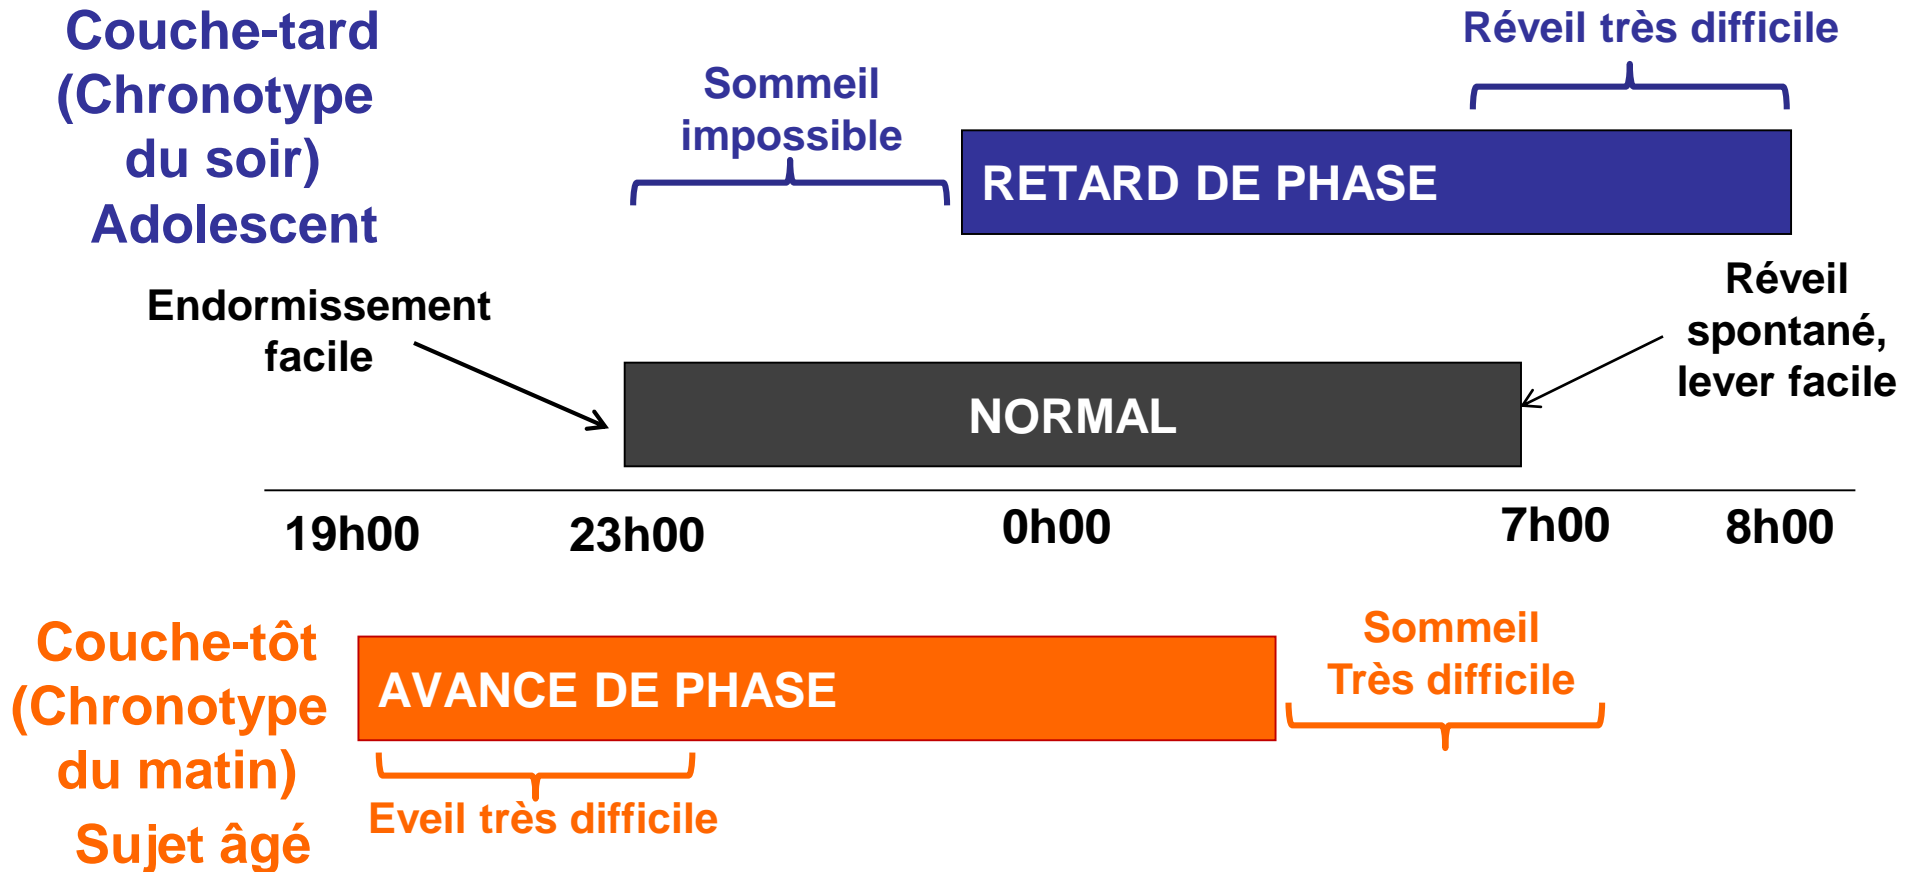 Couche-tard
(Chronotype
du soir)
Adolescent
Sommeil
impossible
Réveil très difficile
RETARD DE PHASE
Endormissement
facile
Réveil
spontané,
lever facile
NORMAL
19h00
23h00
0h00
7h00
8h00
Couche-tôt
(Chronotype
du matin)
Sujet âgé
AVANCE DE PHASE
Sommeil
Très difficile
Eveil très difficile